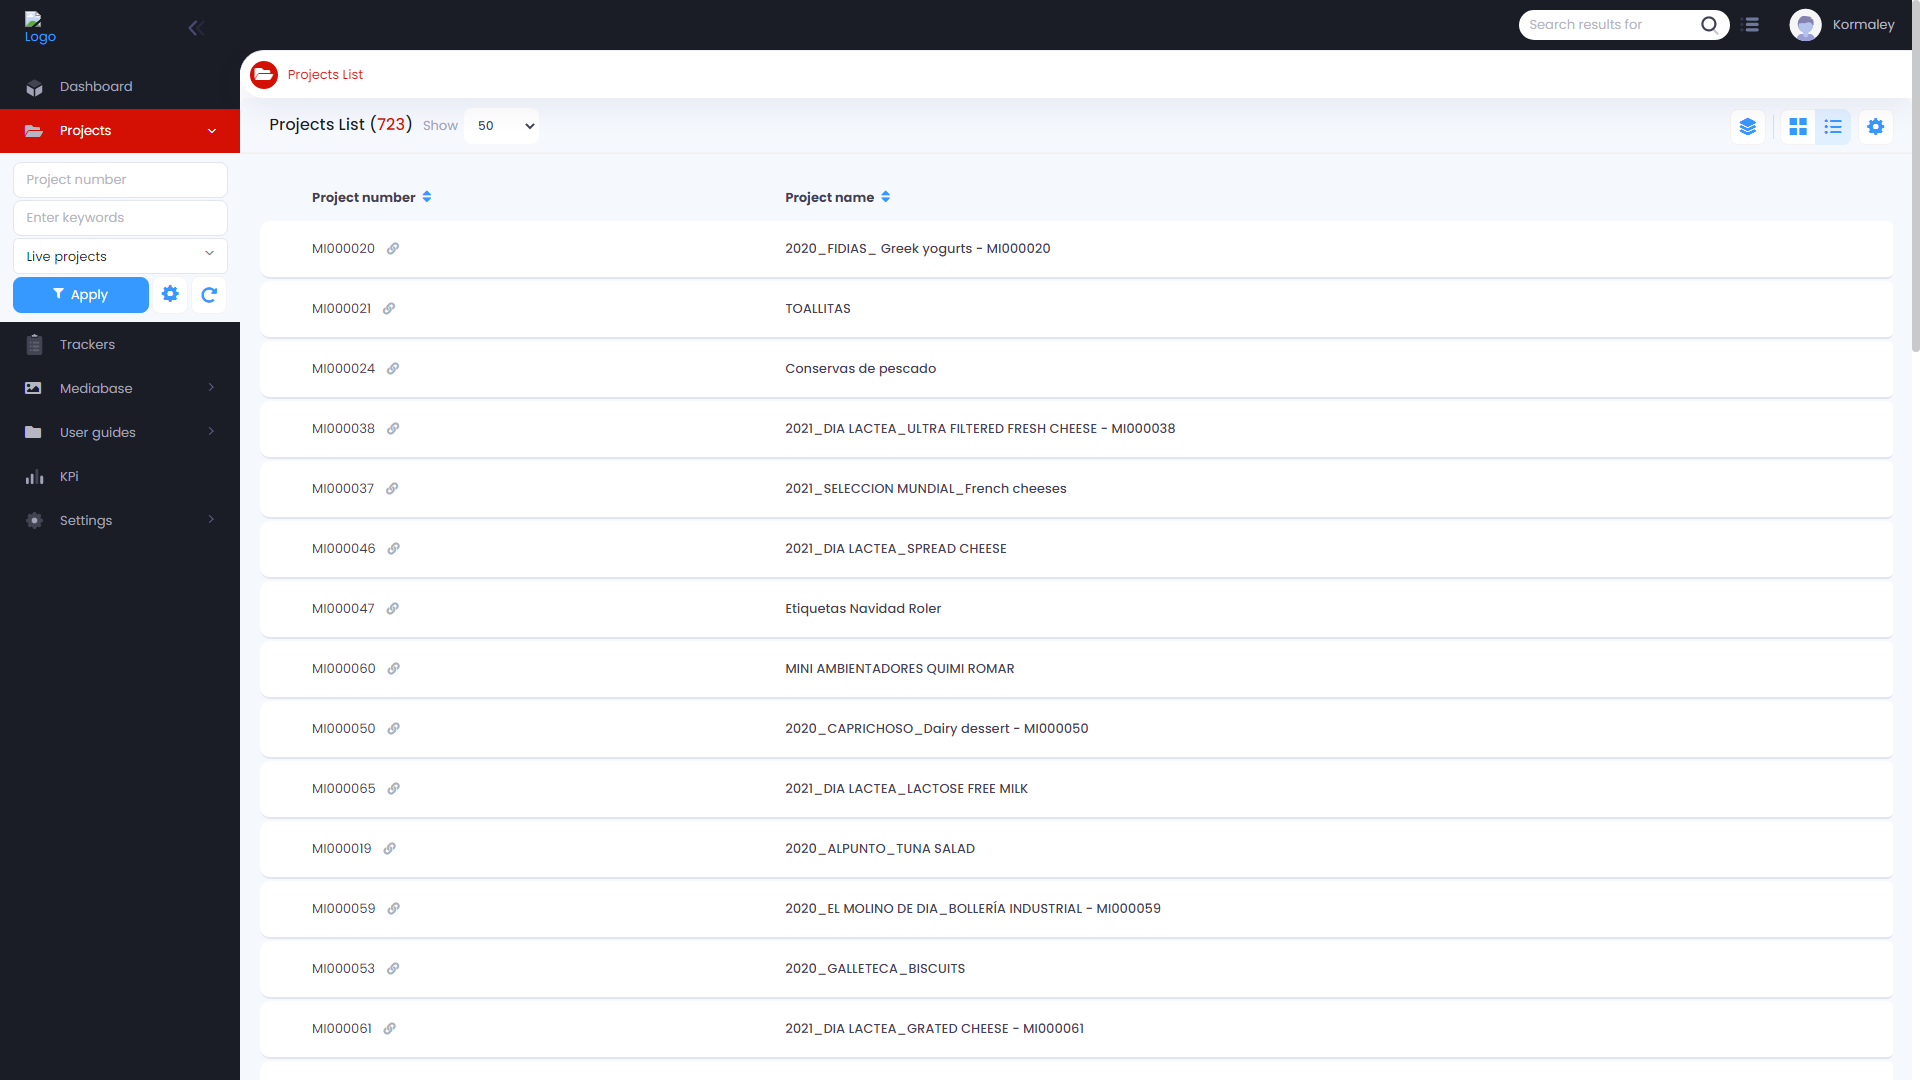 Logo
Search results for
Kormaley
Dashboard
Projects
Project number
Enter keywords
Live projects
Apply
Trackers
Mediabase
User guides
KPi
Settings
Projects List
Projects List (723) Show 50
Project number Project name
MI000020 2020_FIDIAS_ Greek yogurts - MI000020
MI000021 TOALLITAS
MI000024 Conservas de pescado
MI000038 2021_DIA LACTEA_ULTRA FILTERED FRESH CHEESE - MI000038
MI000037 2021_SELECCION MUNDIAL_French cheeses
MI000046 2021_DIA LACTEA_SPREAD CHEESE
MI000047 Etiquetas Navidad Roler
MI000060 MINI AMBIENTADORES QUIMI ROMAR
MI000050 2020_CAPRICHOSO_Dairy dessert - MI000050
MI000065 2021_DIA LACTEA_LACTOSE FREE MILK
MI000019 2020_ALPUNTO_TUNA SALAD
MI000059 2020_EL MOLINO DE DIA_BOLLERÍA INDUSTRIAL - MI000059
MI000053 2020_GALLETECA_BISCUITS
MI000061 2021_DIA LACTEA_GRATED CHEESE - MI000061